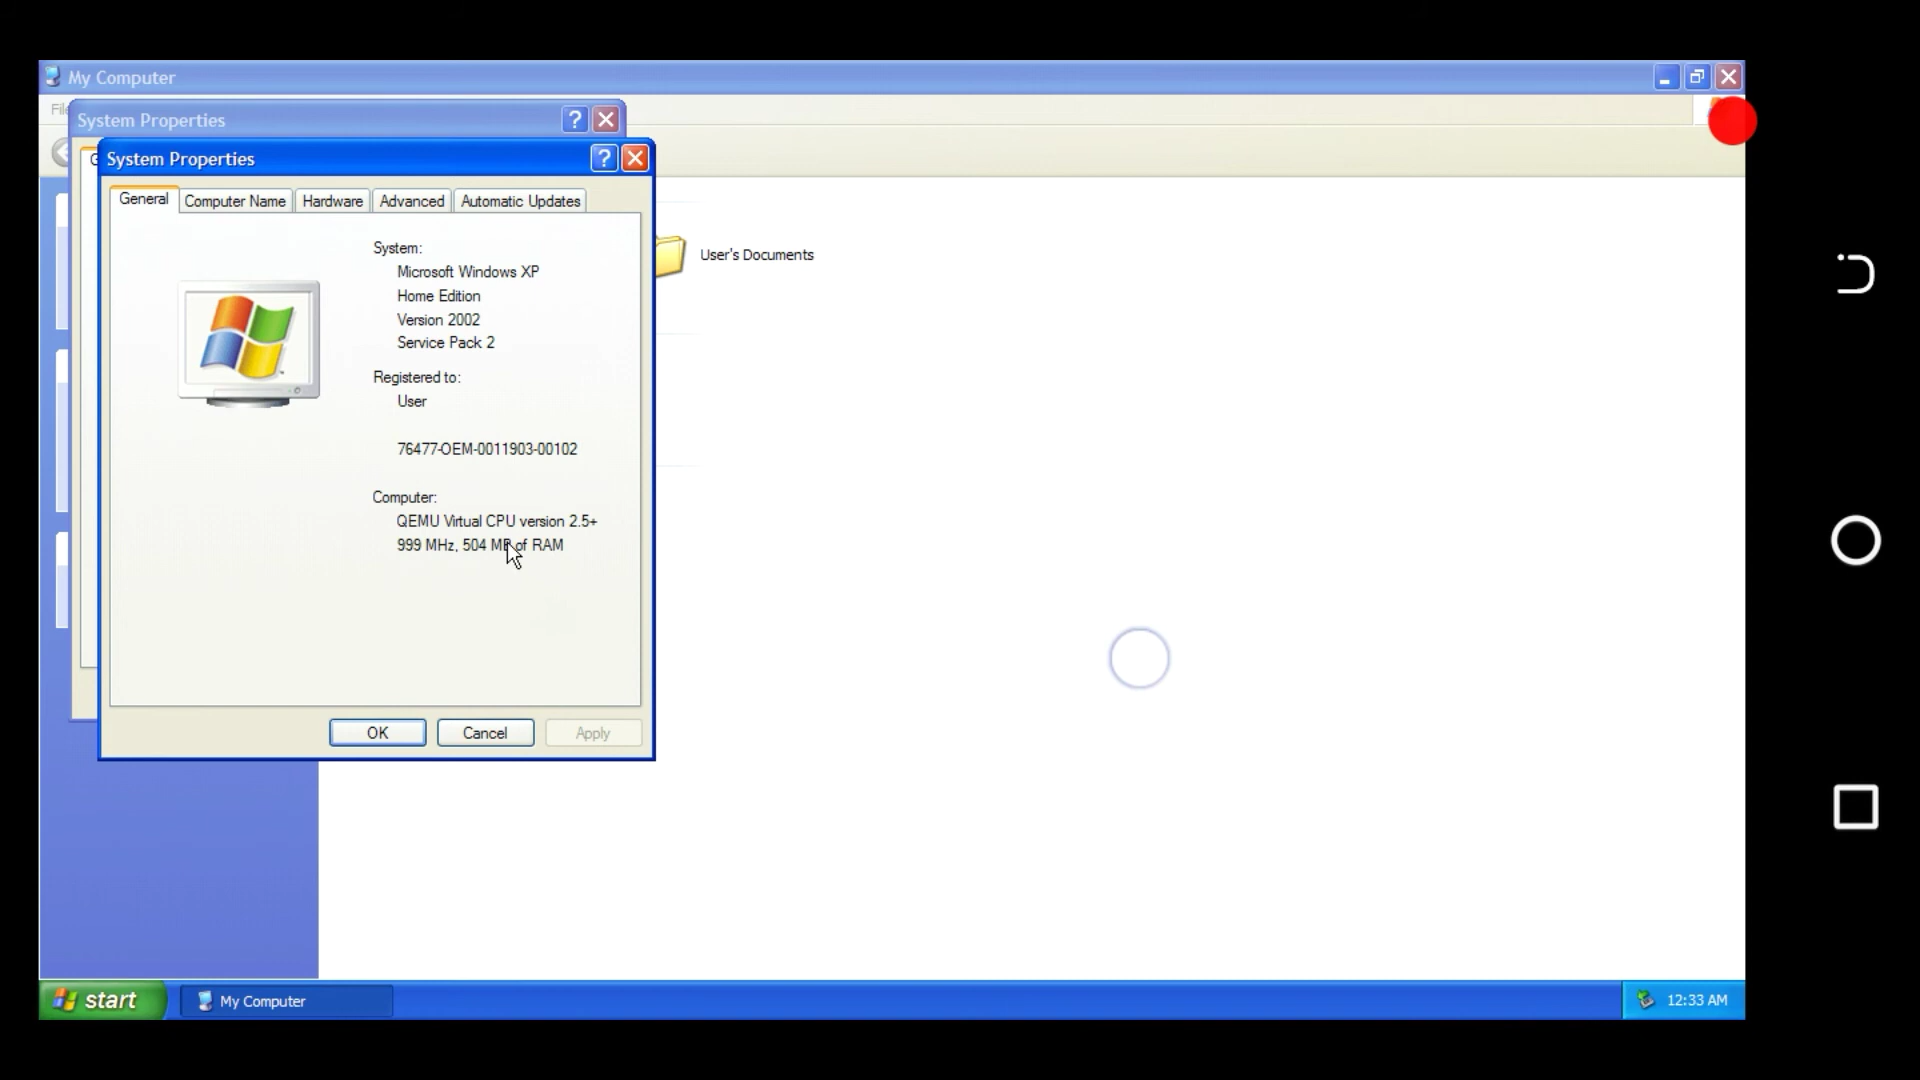 My Computer
File
System Properties
System Properties
General
Computer Name
Hardware
Advanced
Automatic Updates
System:
Microsoft Windows XP
Home Edition
Version 2002
Service Pack 2
Registered to:
User
76477-OEM-0011903-00102
Computer:
QEMU Virtual CPU version 2.5+
999 MHz, 504 MB of RAM
OK
Cancel
Apply
User's Documents
start
My Computer
12:33 AM